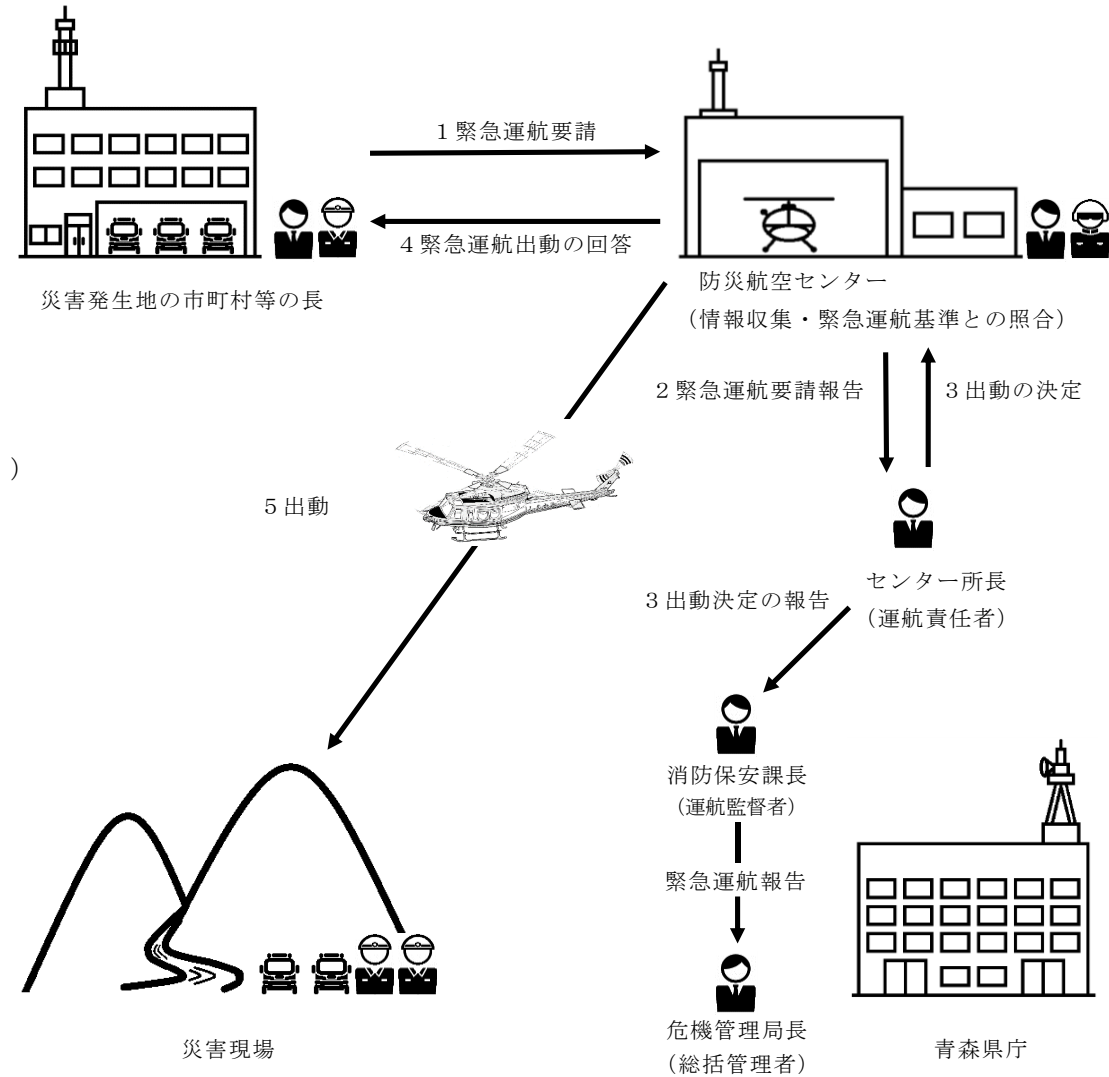 １緊急運航要請
４緊急運航出動の回答
災害発生地の市町村等の長
防災航空センター
（情報収集・緊急運航基準との照合）
２緊急運航要請報告
３出動の決定
）
５出動
センター所長
（運航責任者）
３出動決定の報告
消防保安課長
（運航監督者）
緊急運航報告
危機管理局長
（総括管理者）
災害現場
青森県庁